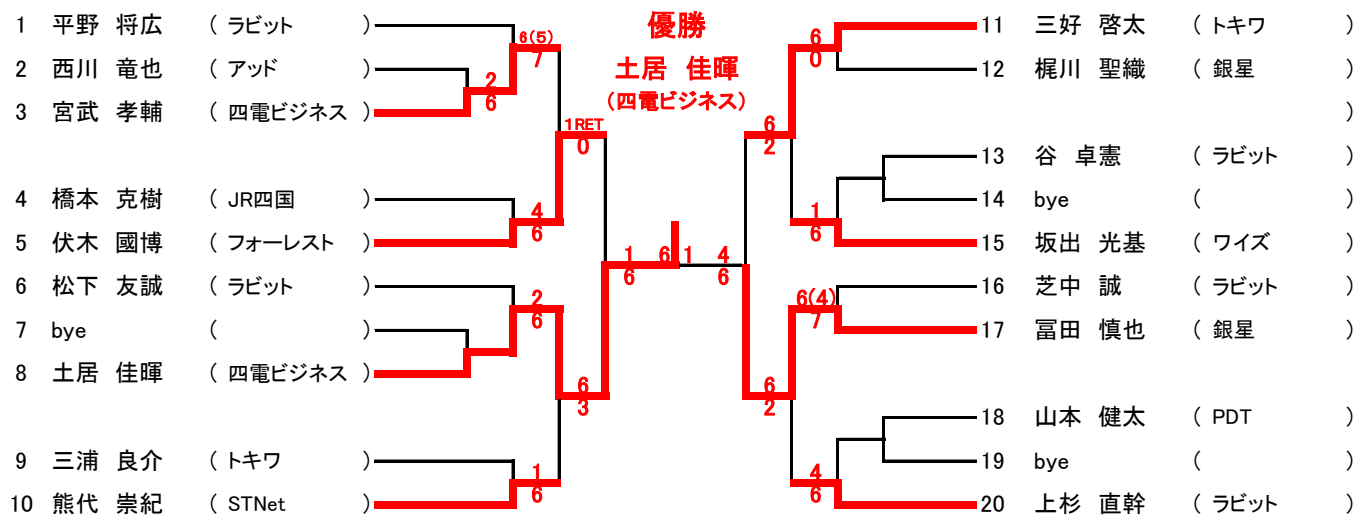 優勝
土居 佳暉
(四電ビジネス)
1 平野 将広 ( ラビット )
2 西川 竜也 ( アッド )
3 宮武 孝輔 ( 四電ビジネス )
4 橋本 克樹 ( JR四国 )
5 伏木 國博 ( フォーレスト )
6 松下 友誠 ( ラビット )
7 bye ( )
8 土居 佳暉 ( 四電ビジネス )
9 三浦 良介 ( トキワ )
10 熊代 崇紀 ( STNet )
6(5)
7
2
6
1RET
0
4
6
2
6
6
3
1
6
1
6
6
1
4
6
6
0
6
2
1
6
6(4)
7
6
2
4
6
11 三好 啓太 ( トキワ )
12 梶川 聖織 ( 銀星 )
)
13 谷 卓憲 ( ラビット )
14 bye ( )
15 坂出 光基 ( ワイズ )
16 芝中 誠 ( ラビット )
17 冨田 慎也 ( 銀星 )
18 山本 健太 ( PDT )
19 bye ( )
20 上杉 直幹 ( ラビット )